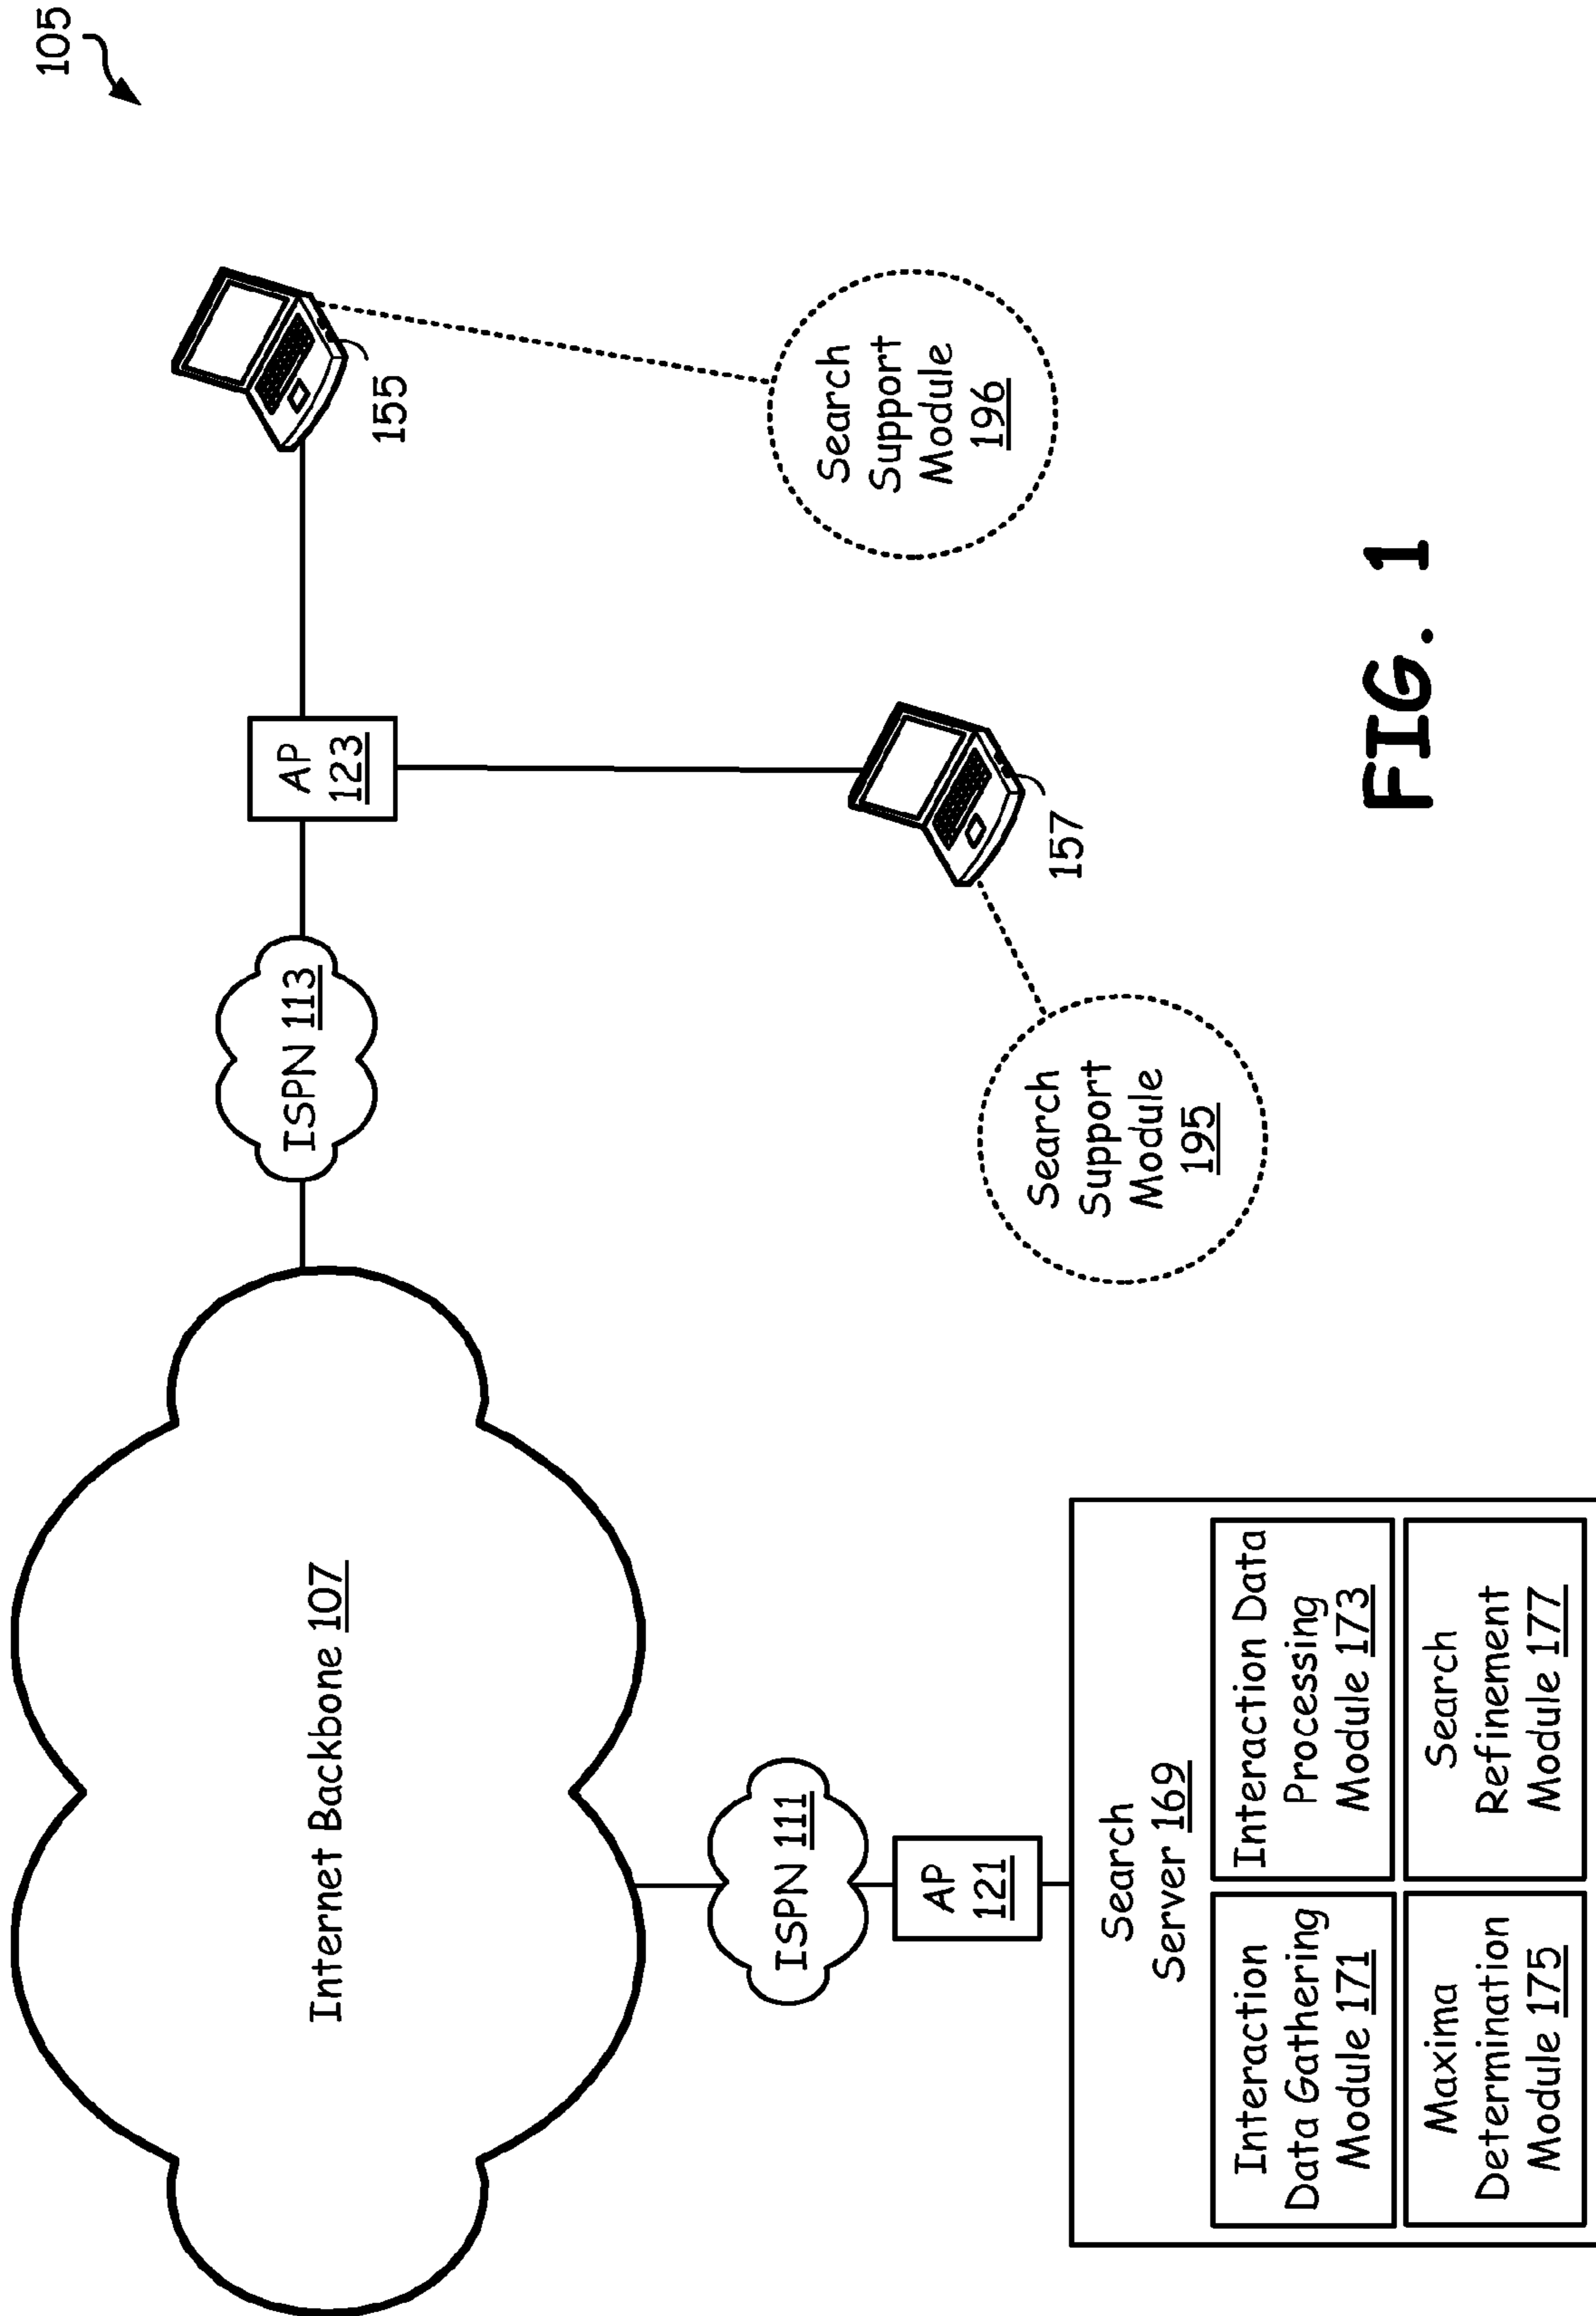 105
Internet Backbone 107
ISPN 113
AP
123
155
ISPN 111
AP
121
157
Search
Support
Module
196
Search
Support
Module
195
Search
Server 169
Interaction
Data Gathering
Module 171
Interaction Data
Processing
Module 173
Maxima
Determination
Module 175
Search
Refinement
Module 177
FIG. 1